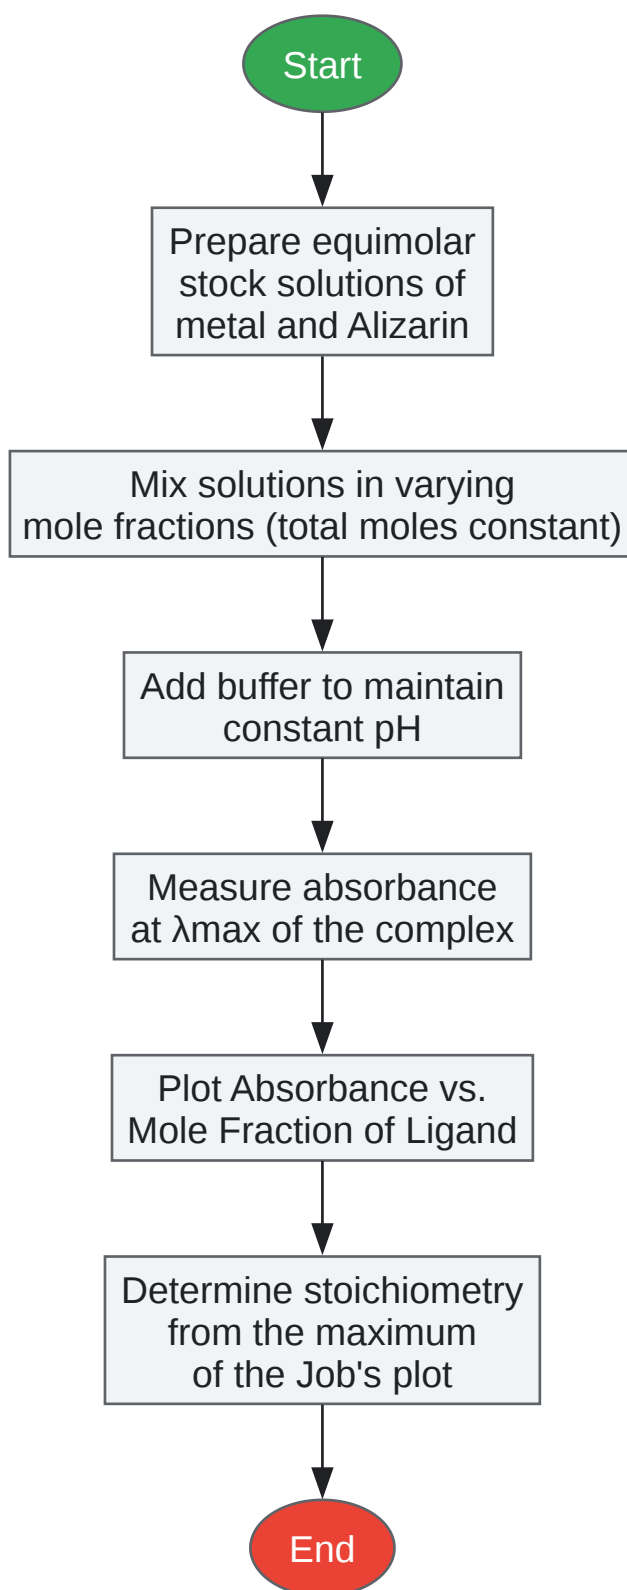 Start
Prepare equimolar
stock solutions of
metal and Alizarin
Mix solutions in varying
mole fractions (total moles constant)
Add buffer to maintain
constant pH
Measure absorbance
at λmax of the complex
Plot Absorbance vs.
Mole Fraction of Ligand
Determine stoichiometry
from the maximum
of the Job's plot
End